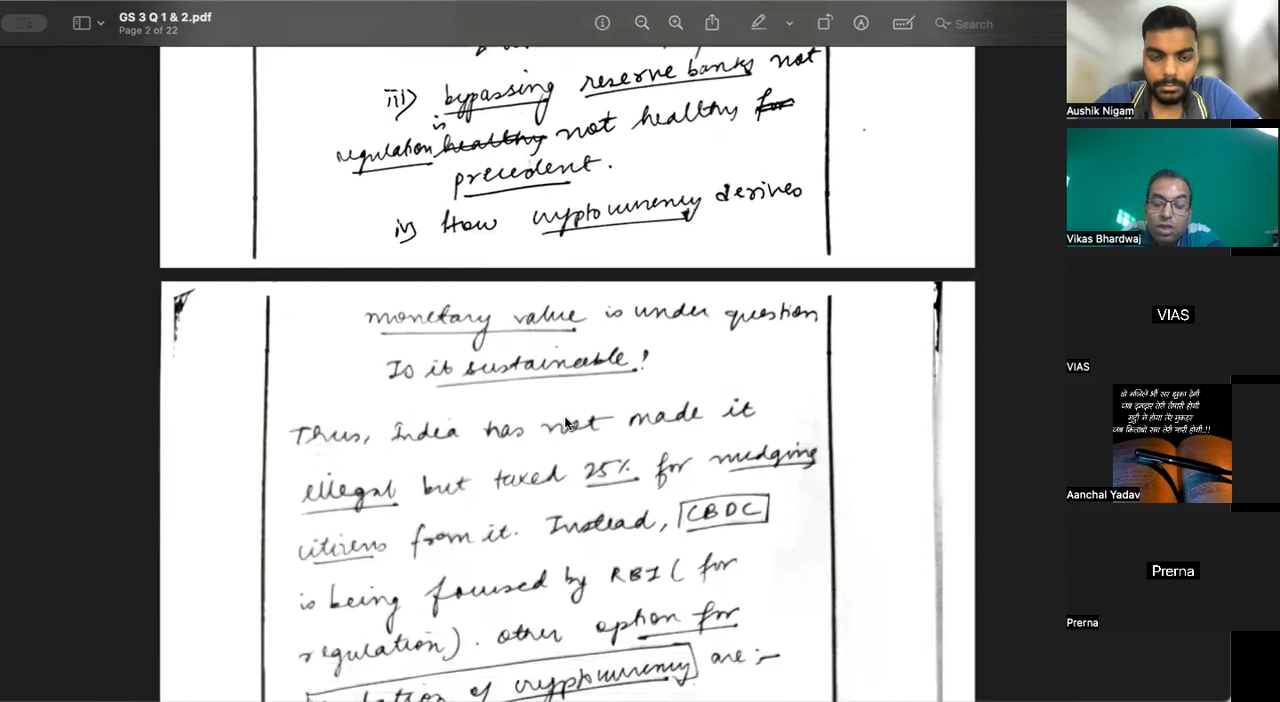 GS 3 Q 1 & 2.pdf
Page 2 of 22
Search
iii) bypassing reserve banks not
is
regulation healthy not healthy for
precedent.
iv) How cryptocurrency derives
monetary value is under question
Is it sustainable?
Thus, India has not made it
illegal but taxed 25% for nudging
citizens from it. Instead, CBDC
is being focused by RBI ( for
regulation). Other option for
of cryptocurrency are :-
Aushik Nigam
Vikas Bhardwaj
VIAS
VIAS
Aanchal Yadav
Prerna
Prerna